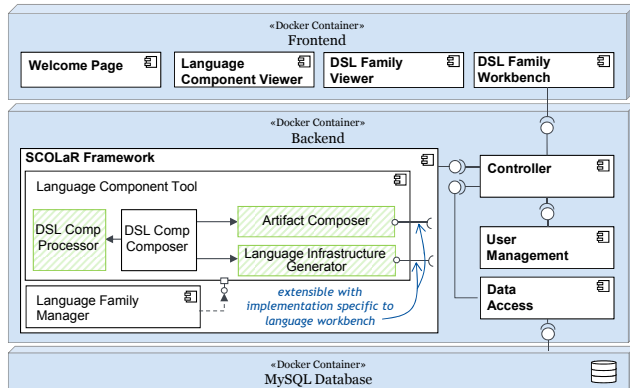 «Docker Container»
Frontend
Welcome Page
Language
Component Viewer
DSL Family
Viewer
DSL Family
Workbench
«Docker Container»
Backend
SCOLaR Framework
Language Component Tool
DSL Comp
Processor
DSL Comp
Composer
Artifact Composer
Language Infrastructure
Generator
Language Family
Manager
extensible with
implementation specific to
language workbench
Controller
User
Management
Data
Access
«Docker Container»
MySQL Database